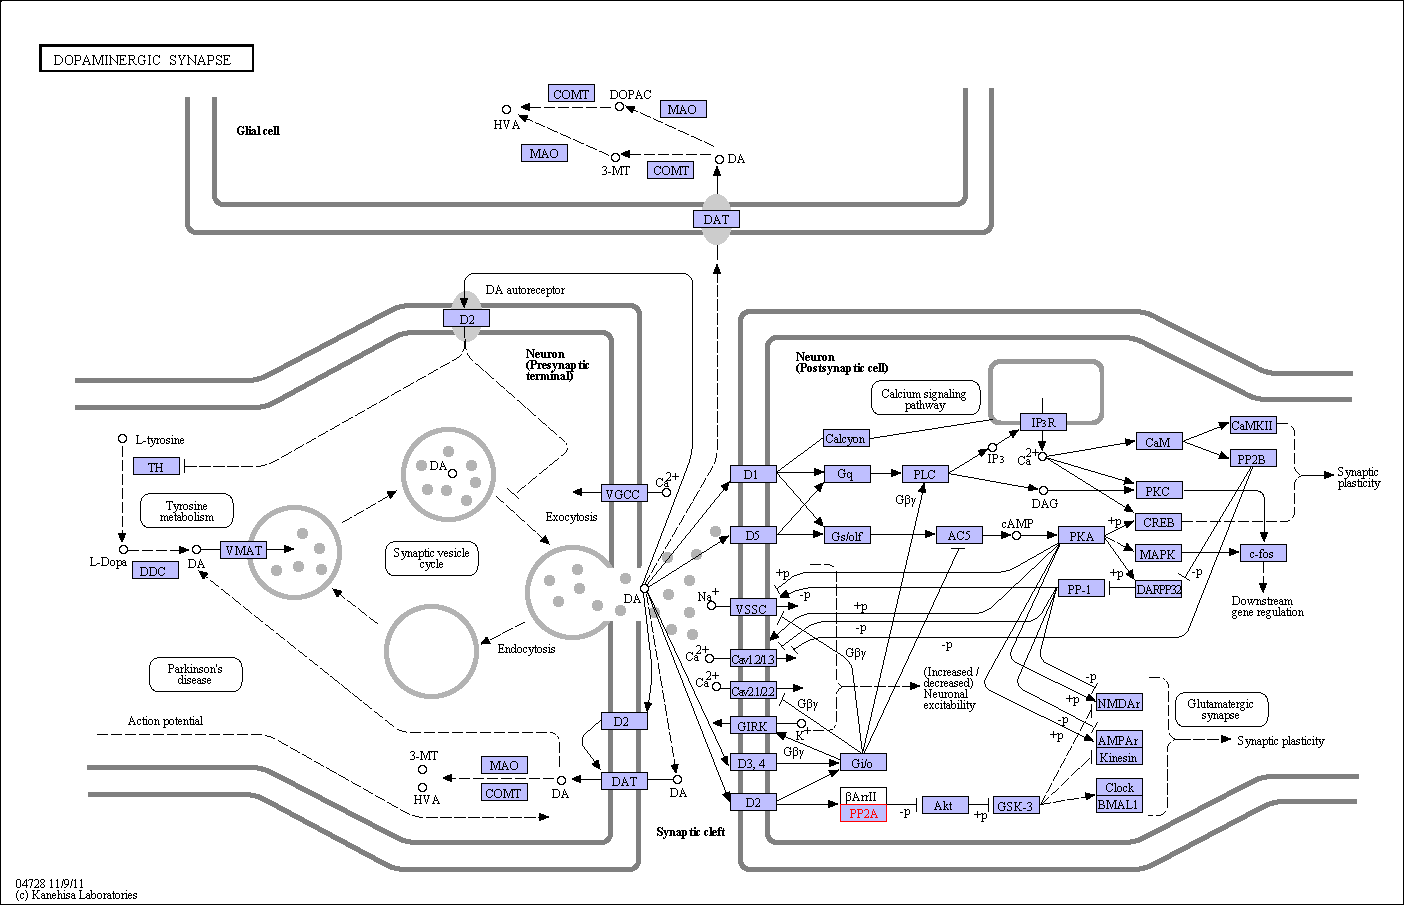 DOPAMINERGIC SYNAPSE
Glial cell
COMT
DOPAC
MAO
HVA
MAO
3-MT
COMT
DA
DAT
DA autoreceptor
D2
Neuron
(Presynaptic
terminal)
L-tyrosine
TH
Tyrosine
metabolism
L-Dopa
DDC
DA
VMAT
DA
Synaptic vesicle
cycle
Exocytosis
VGCC
Ca2+
Endocytosis
DA
Parkinson's
disease
Action potential
D2
3-MT
HVA
MAO
COMT
DA
DAT
DA
Synaptic cleft
Neuron
(Postsynaptic cell)
Calcium signaling
pathway
IP3R
Calcyon
D1
Gq
PLC
IP3
Ca2+
CaM
CaMKII
PP2B
Synaptic
plasticity
Gβγ
DAG
PKC
D5
Gs/olf
AC5
cAMP
PKA
+p
CREB
MAPK
c-fos
+p
-p
+p
-p
PP-1
DARPP32
Downstream
gene regulation
Na+
VSSC
+p
-p
-p
Gβγ
Ca2+
Cav1.2/1.3
Ca2+
Cav2.1/2.2
(Increased /
decreased)
Neuronal
excitability
Gβγ
GIRK
K+
Gβγ
D3, 4
Gi/o
-p
+p
NMDAr
-p
+p
AMPAr
Kinesin
Glutamatergic
synapse
Synaptic plasticity
D2
βArrII
PP2A
-p
Akt
+p
GSK-3
Clock
BMAL1
04728 11/9/11
(c) Kanehisa Laboratories